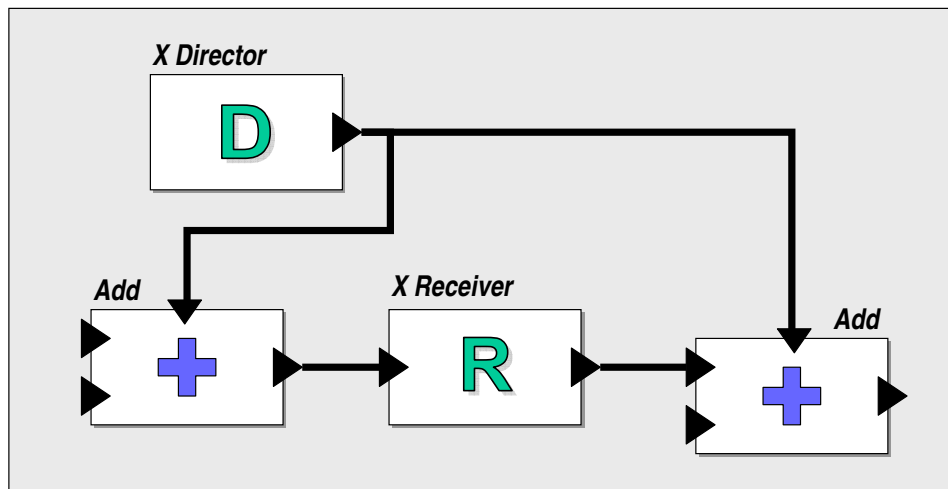 X Director
D
Add
X Receiver
R
Add